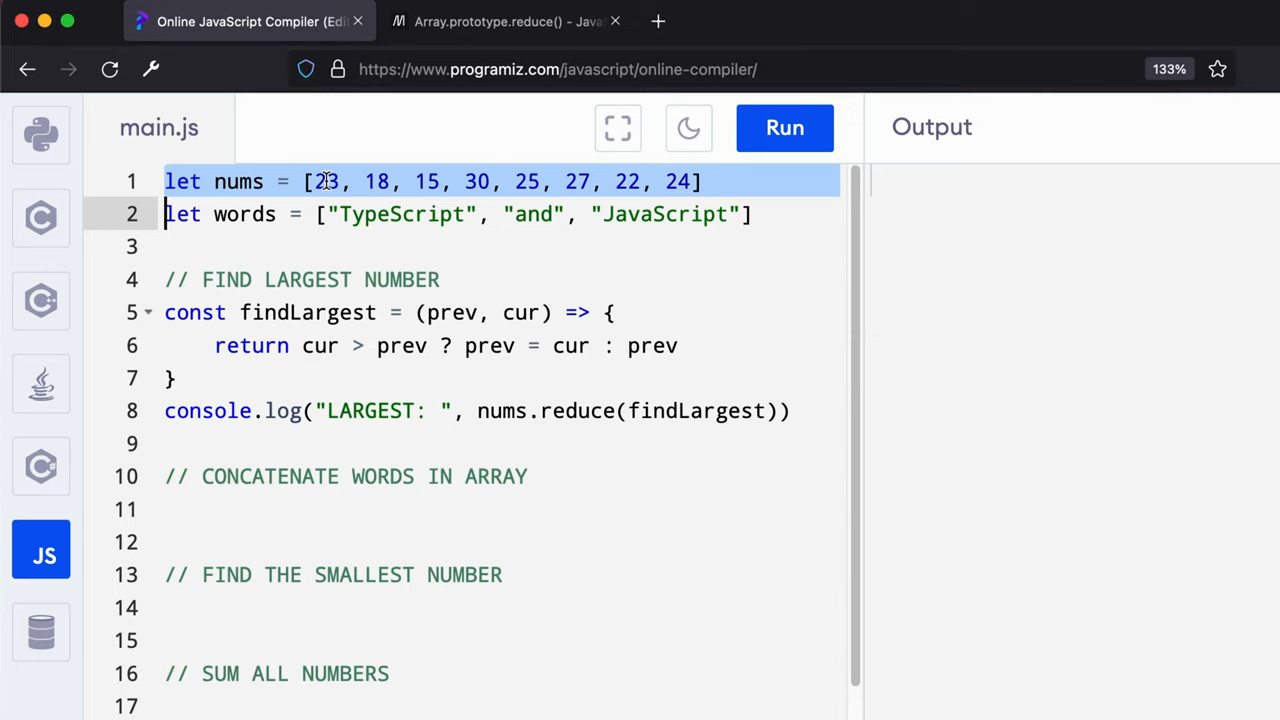 Online JavaScript Compiler (Edit
Array.prototype.reduce() - Java
https://www.programiz.com/javascript/online-compiler/
133%
main.js
Run
Output
1 let nums = [23, 18, 15, 30, 25, 27, 22, 24]
2 let words = ["TypeScript", "and", "JavaScript"]
3
4 // FIND LARGEST NUMBER
5 const findLargest = (prev, cur) => {
6 return cur > prev ? prev = cur : prev
7 }
8 console.log("LARGEST: ", nums.reduce(findLargest))
9
10 // CONCATENATE WORDS IN ARRAY
11
12
13 // FIND THE SMALLEST NUMBER
14
15
16 // SUM ALL NUMBERS
17
JS